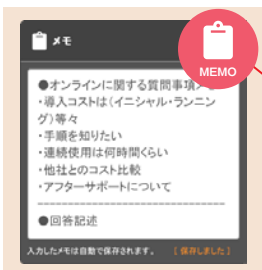 メモ
MEMO
●オンラインに関する質問事項
・導入コストは(イニシャル・ランニン
グ)等々
・手順を知りたい
・連続使用は何時間くらい
・他社とのコスト比較
・アフターサポートについて
--------------------------------
●回答記述
入力したメモは自動で保存されます。 [ 保存しました ]